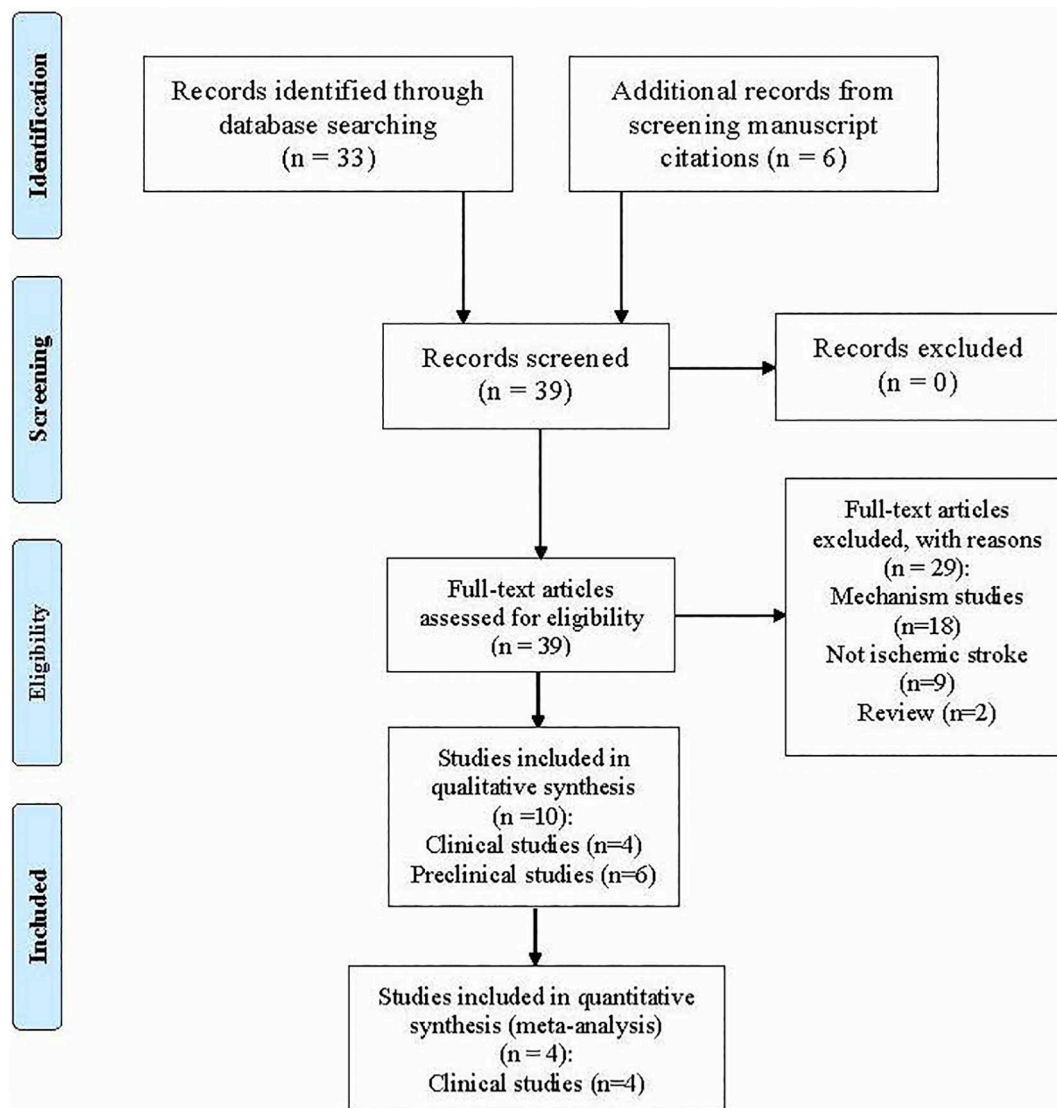 Identification
Records identified through
database searching
(n = 33)
Additional records from
screening manuscript
citations (n = 6)
Screening
Records screened
(n = 39)
Records excluded
(n = 0)
Eligibility
Full-text articles
assessed for eligibility
(n = 39)
Full-text articles
excluded, with reasons
(n = 29):
Mechanism studies
(n=18)
Not ischemic stroke
(n=9)
Review (n=2)
Included
Studies included in
qualitative synthesis
(n =10):
Clinical studies (n=4)
Preclinical studies (n=6)
Studies included in quantitative
synthesis (meta-analysis)
(n = 4):
Clinical studies (n=4)